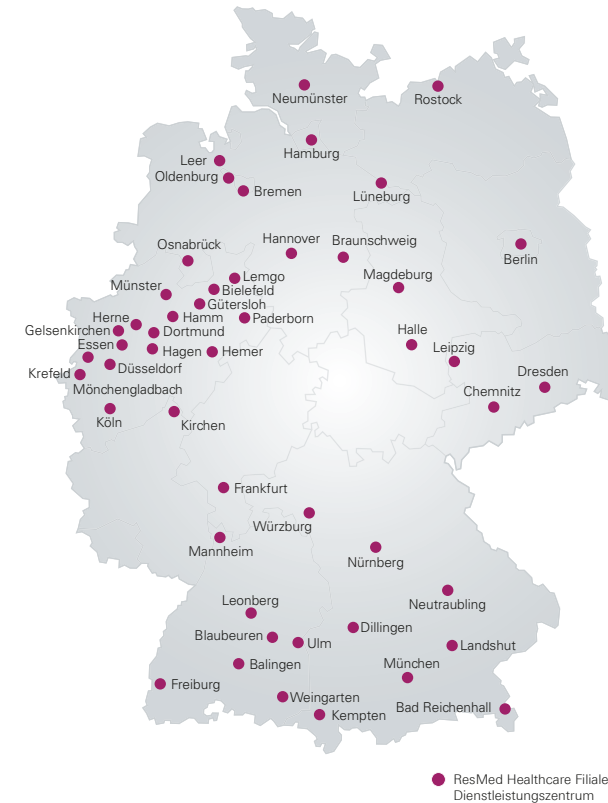 Neumünster
Rostock
Hamburg
Leer
Oldenburg
Bremen
Lüneburg
Osnabrück
Hannover
Braunschweig
Berlin
Lemgo
Magdeburg
Münster
Bielefeld
Gütersloh
Herne
Hamm
Paderborn
Gelsenkirchen
Dortmund
Halle
Essen
Hagen
Hemer
Leipzig
Krefeld
Düsseldorf
Dresden
Mönchengladbach
Chemnitz
Köln
Kirchen
Frankfurt
Würzburg
Mannheim
Nürnberg
Leonberg
Neutraubling
Blaubeuren
Ulm
Dillingen
Landshut
Balingen
München
Freiburg
Weingarten
Bad Reichenhall
Kempten
ResMed Healthcare Filiale
Dienstleistungszentrum